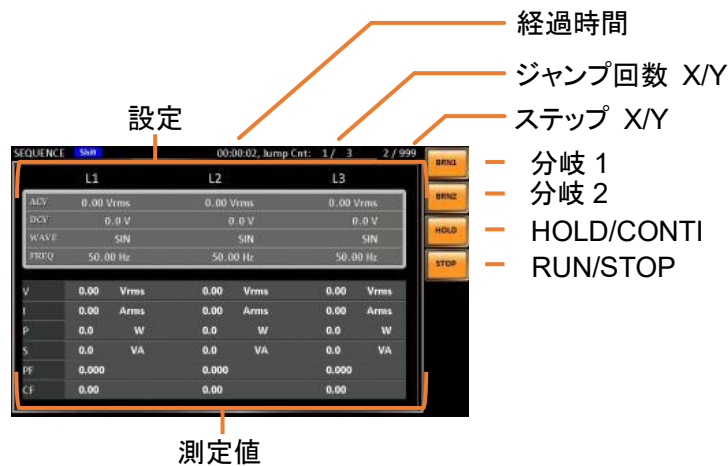 経過時間
ジャンプ回数 X/Y
ステップ X/Y
設定
SEQUENCE Shift 00:00:02, Jump Cnt: 1 / 3 2 / 999
BRN1 分岐 1
BRN2 分岐 2
HOLD HOLD/CONTI
STOP RUN/STOP
L1 L2 L3
ACV 0.00 Vrms 0.00 Vrms 0.00 Vrms
DCV 0.0 V 0.0 V 0.0 V
WAVE SIN SIN SIN
FREQ 50.00 Hz 50.00 Hz 50.00 Hz
V 0.00 Vrms 0.00 Vrms 0.00 Vrms
I 0.00 Arms 0.00 Arms 0.00 Arms
P 0.0 W 0.0 W 0.0 W
S 0.0 VA 0.0 VA 0.0 VA
PF 0.000 0.000 0.000
CF 0.00 0.00 0.00
測定値